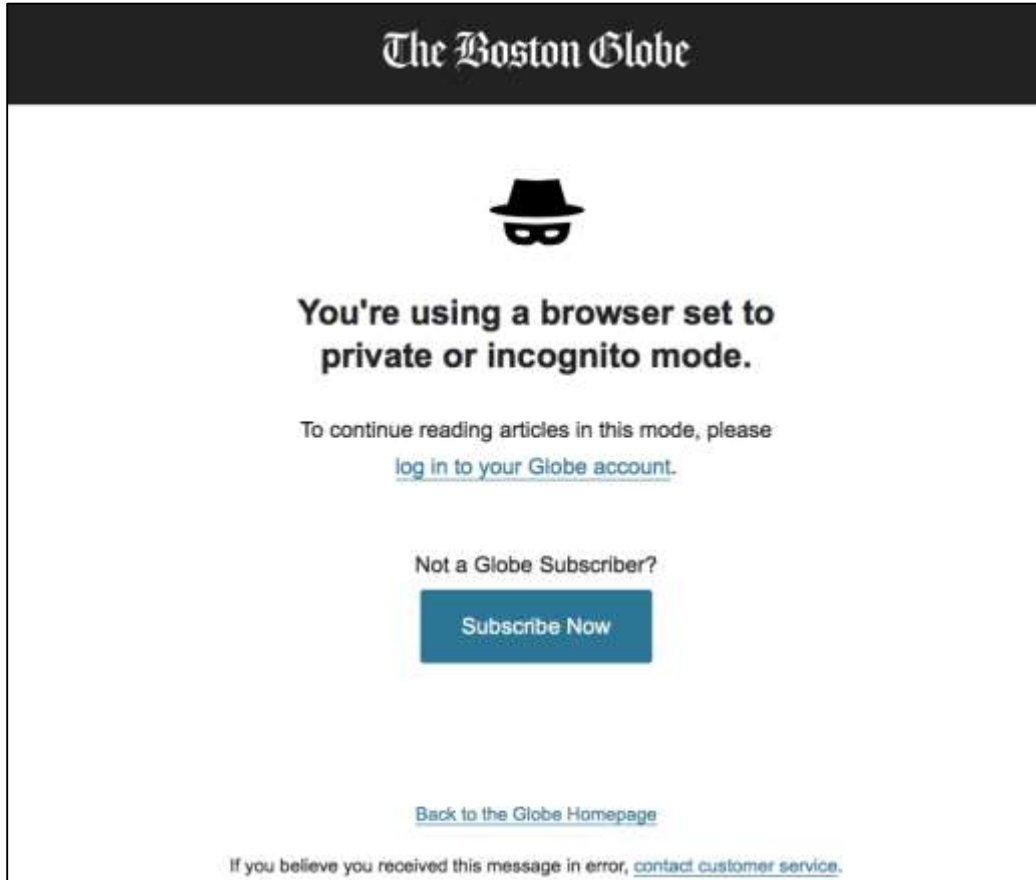 The Boston Globe
You're using a browser set to
private or incognito mode.
To continue reading articles in this mode, please
log in to your Globe account.
Not a Globe Subscriber?
Subscribe Now
Back to the Globe Homepage
If you believe you received this message in error, contact customer service.